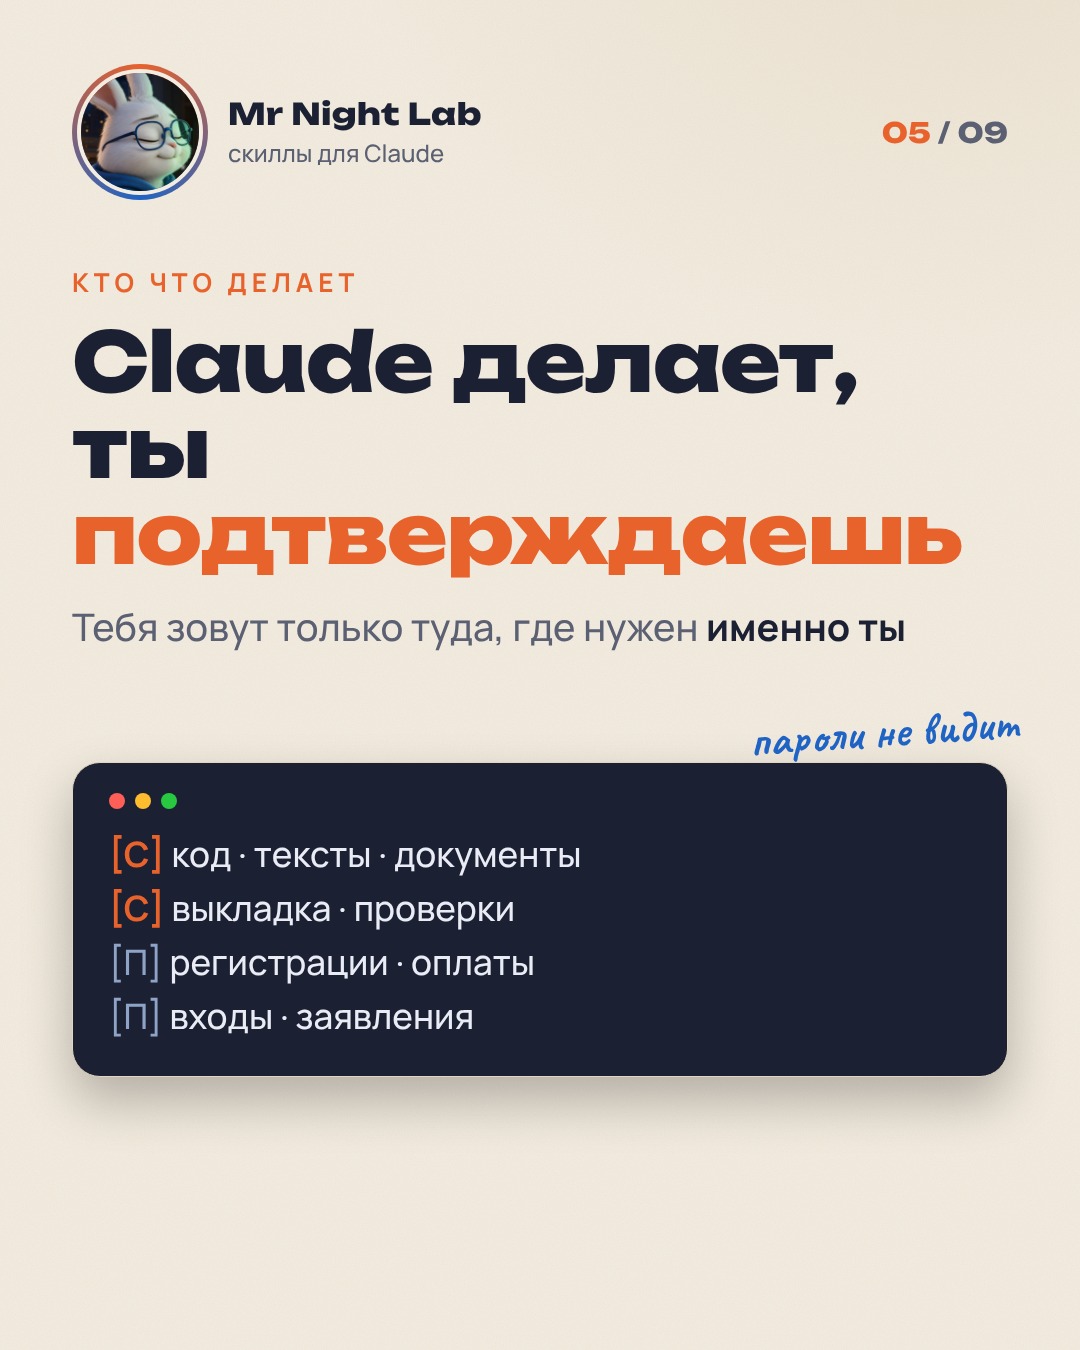 Mr Night Lab
скиллы для Claude
05 / 09
КТО ЧТО ДЕЛАЕТ
Claude делает,
ты
подтверждаешь
Тебя зовут только туда, где нужен именно ты
пароли не видит
[C] код · тексты · документы
[C] выкладка · проверки
[П] регистрации · оплаты
[П] входы · заявления